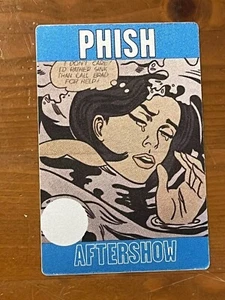 PHISH
I DON'T CARE!
I'D RATHER SINK
THAN CALL BRAD
FOR HELP!
AFTERSHOW